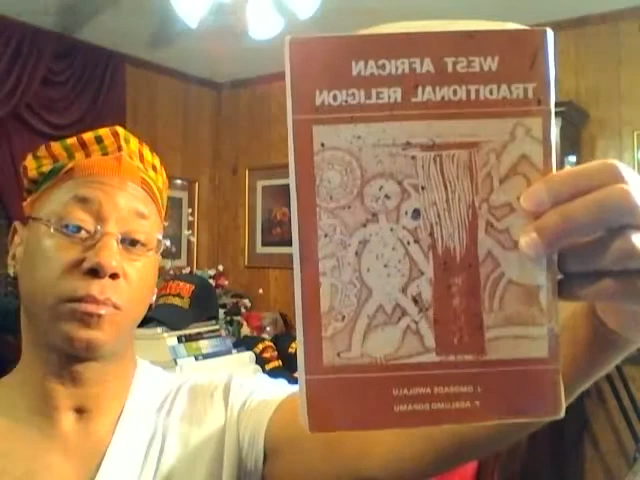 WEST AFRICAN
TRADITIONAL RELIGION
J. OMOSADE AWOLALU
P. ADELUMO DOPAMU